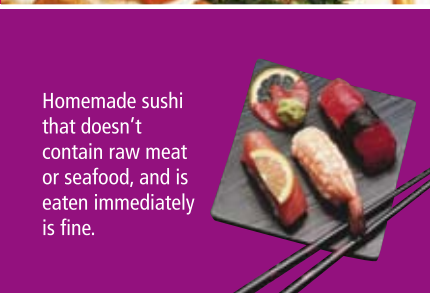 Homemade sushi
that doesn’t
contain raw meat
or seafood, and is
eaten immediately
is fine.